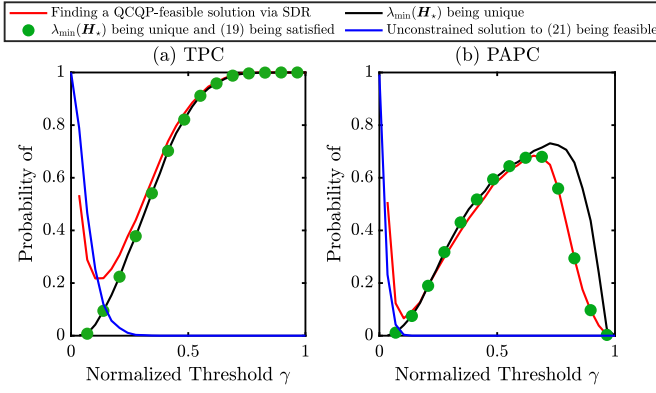 Finding a QCQP-feasible solution via SDR
λmin(H⋆) being unique
λmin(H⋆) being unique and (19) being satisfied
Unconstrained solution to (21) being feasible
(a) TPC
(b) PAPC
Probability of
1
0.8
0.6
0.4
0.2
0
0
0.5
1
Normalized Threshold γ
Probability of
1
0.8
0.6
0.4
0.2
0
0
0.5
1
Normalized Threshold γ